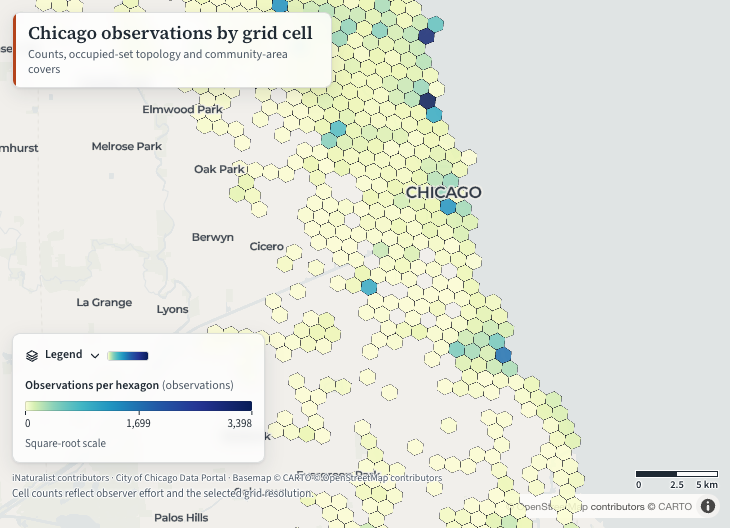 Chicago observations by grid cell
Counts, occupied-set topology and community-area
covers
Elmwood Park
Melrose Park
Oak Park
CHICAGO
Berwyn
Cicero
La Grange
Lyons
Legend
Observations per hexagon (observations)
0 1,699 3,398
Square-root scale
iNaturalist contributors · City of Chicago Data Portal · Basemap © CARTO © OpenStreetMap contributors
Cell counts reflect observer effort and the selected grid resolution.
0 2.5 5 km
contributors © CARTO
Palos Hills